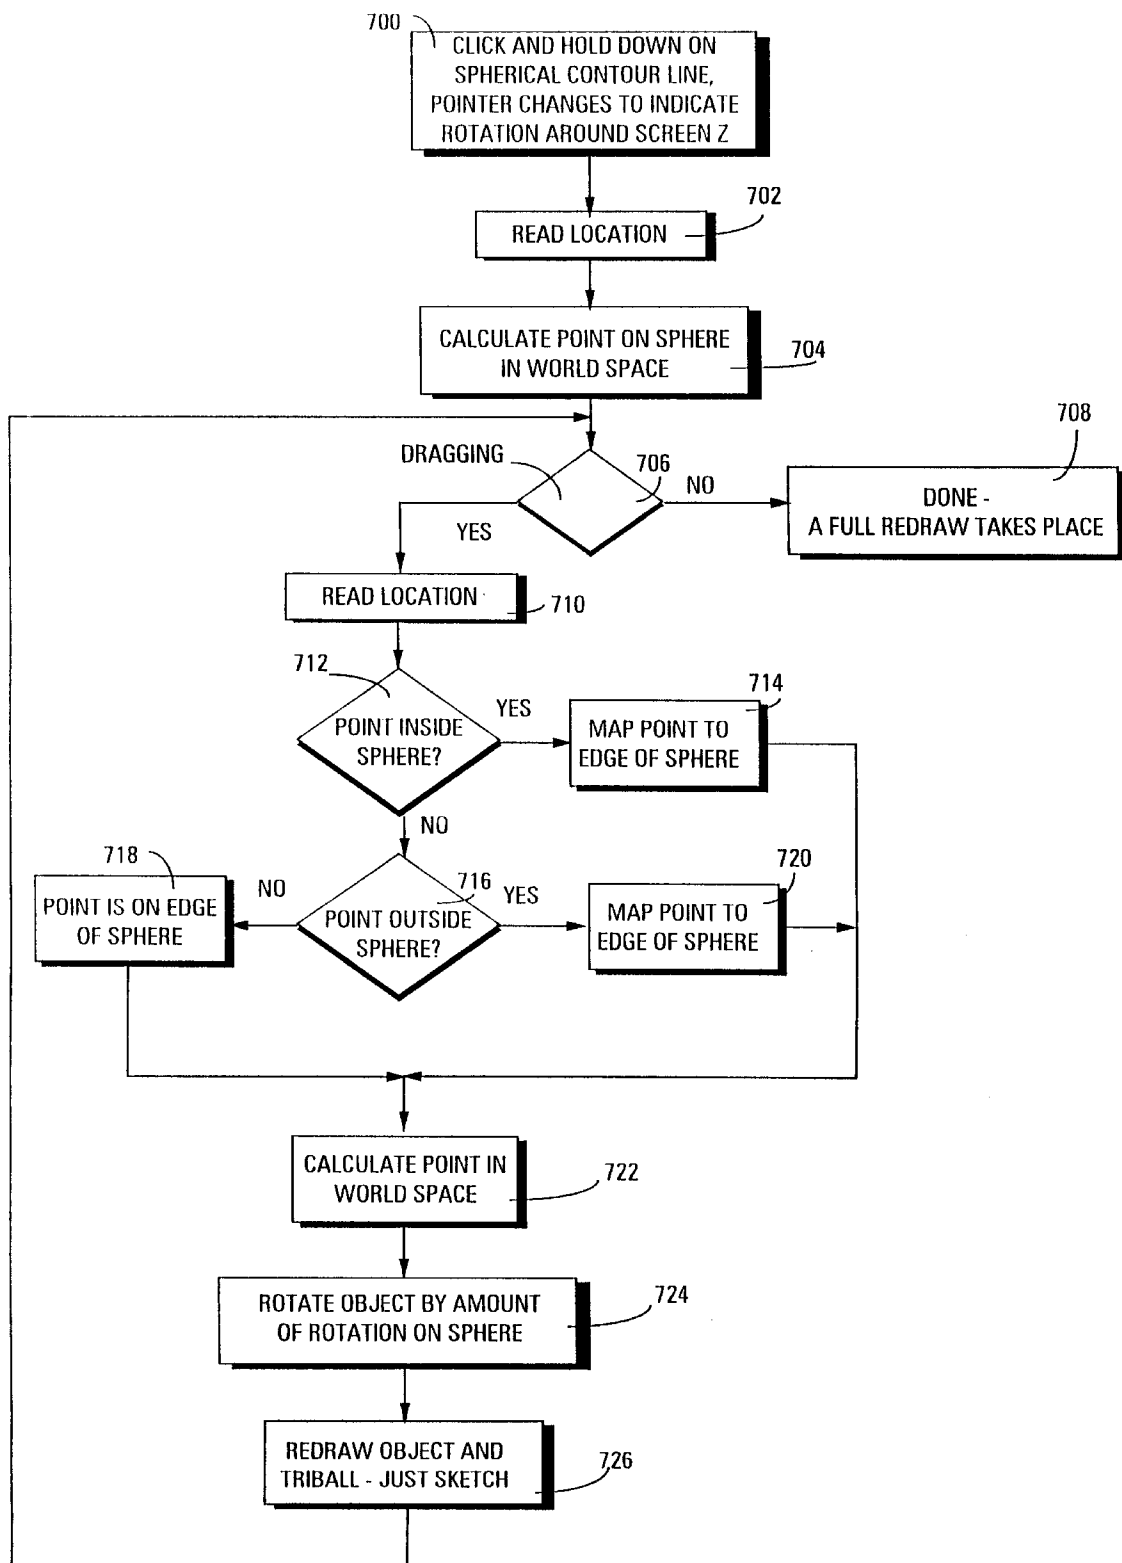 700
CLICK AND HOLD DOWN ON
SPHERICAL CONTOUR LINE,
POINTER CHANGES TO INDICATE
ROTATION AROUND SCREEN Z
702
READ LOCATION
CALCULATE POINT ON SPHERE
IN WORLD SPACE
704
DRAGGING
706
NO
708
DONE -
A FULL REDRAW TAKES PLACE
YES
READ LOCATION
710
712
POINT INSIDE
SPHERE?
YES
714
MAP POINT TO
EDGE OF SPHERE
NO
718
POINT IS ON EDGE
OF SPHERE
NO
716
POINT OUTSIDE
SPHERE?
YES
720
MAP POINT TO
EDGE OF SPHERE
CALCULATE POINT IN
WORLD SPACE
722
ROTATE OBJECT BY AMOUNT
OF ROTATION ON SPHERE
724
REDRAW OBJECT AND
TRIBALL - JUST SKETCH
726